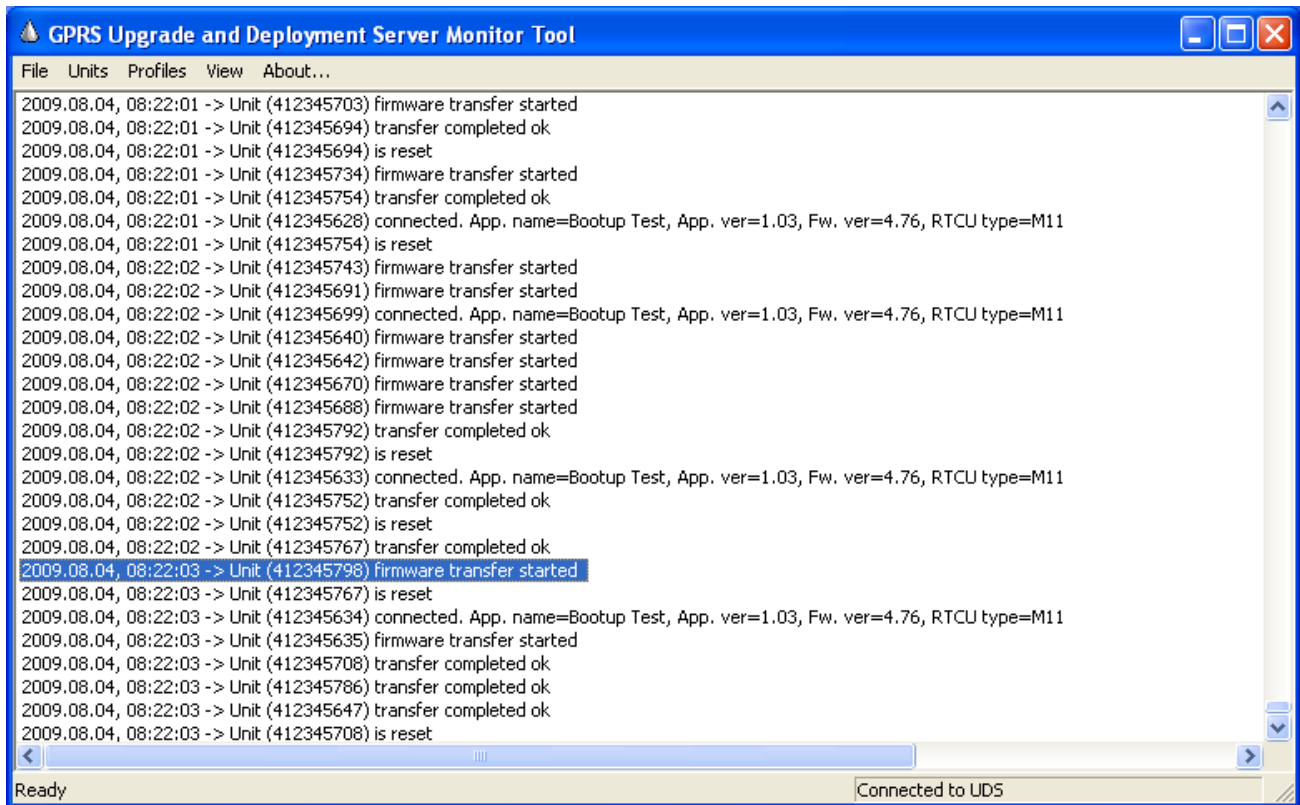 GPRS Upgrade and Deployment Server Monitor Tool
File Units Profiles View About...
2009.08.04, 08:22:01 -> Unit (412345703) firmware transfer started
2009.08.04, 08:22:01 -> Unit (412345694) transfer completed ok
2009.08.04, 08:22:01 -> Unit (412345694) is reset
2009.08.04, 08:22:01 -> Unit (412345734) firmware transfer started
2009.08.04, 08:22:01 -> Unit (412345754) transfer completed ok
2009.08.04, 08:22:01 -> Unit (412345628) connected. App. name=Bootup Test, App. ver=1.03, Fw. ver=4.76, RTCU type=M11
2009.08.04, 08:22:01 -> Unit (412345754) is reset
2009.08.04, 08:22:02 -> Unit (412345743) firmware transfer started
2009.08.04, 08:22:02 -> Unit (412345691) firmware transfer started
2009.08.04, 08:22:02 -> Unit (412345699) connected. App. name=Bootup Test, App. ver=1.03, Fw. ver=4.76, RTCU type=M11
2009.08.04, 08:22:02 -> Unit (412345640) firmware transfer started
2009.08.04, 08:22:02 -> Unit (412345642) firmware transfer started
2009.08.04, 08:22:02 -> Unit (412345670) firmware transfer started
2009.08.04, 08:22:02 -> Unit (412345688) firmware transfer started
2009.08.04, 08:22:02 -> Unit (412345792) transfer completed ok
2009.08.04, 08:22:02 -> Unit (412345792) is reset
2009.08.04, 08:22:02 -> Unit (412345633) connected. App. name=Bootup Test, App. ver=1.03, Fw. ver=4.76, RTCU type=M11
2009.08.04, 08:22:02 -> Unit (412345752) transfer completed ok
2009.08.04, 08:22:02 -> Unit (412345752) is reset
2009.08.04, 08:22:02 -> Unit (412345767) transfer completed ok
2009.08.04, 08:22:03 -> Unit (412345798) firmware transfer started
2009.08.04, 08:22:03 -> Unit (412345767) is reset
2009.08.04, 08:22:03 -> Unit (412345634) connected. App. name=Bootup Test, App. ver=1.03, Fw. ver=4.76, RTCU type=M11
2009.08.04, 08:22:03 -> Unit (412345635) firmware transfer started
2009.08.04, 08:22:03 -> Unit (412345708) transfer completed ok
2009.08.04, 08:22:03 -> Unit (412345786) transfer completed ok
2009.08.04, 08:22:03 -> Unit (412345647) transfer completed ok
2009.08.04, 08:22:03 -> Unit (412345708) is reset
Ready Connected to UDS